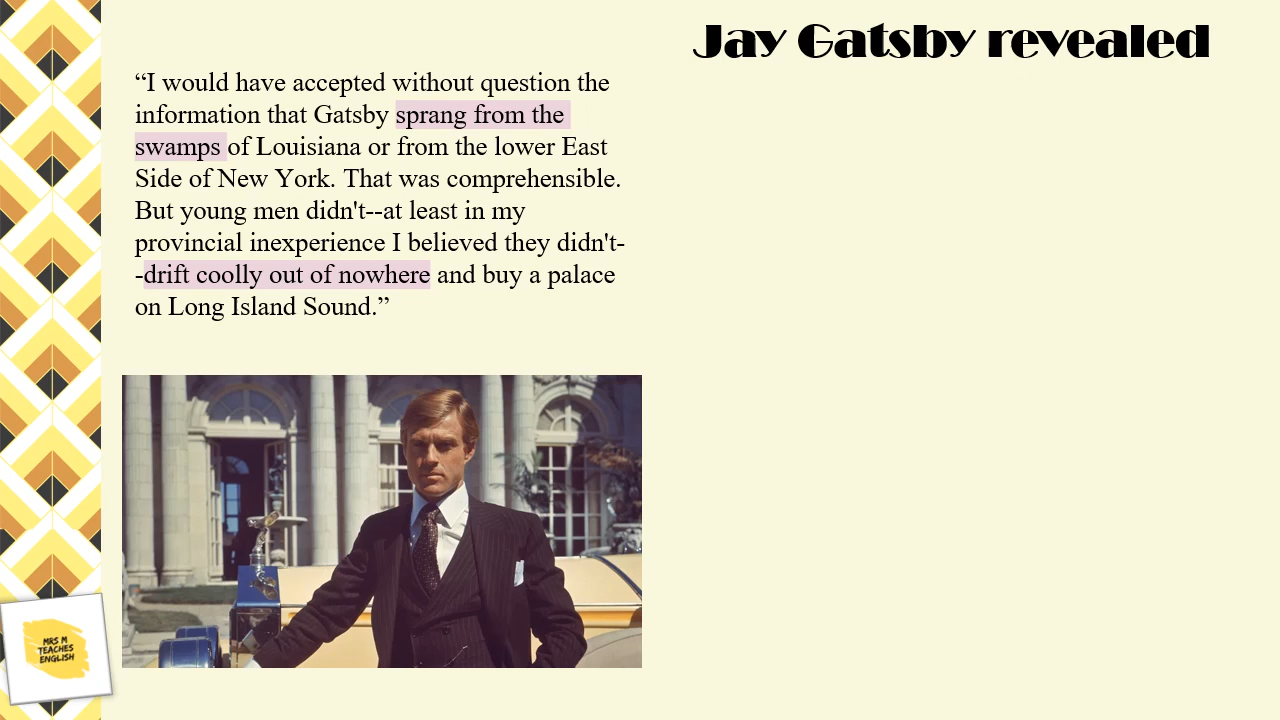 Jay Gatsby revealed
“I would have accepted without question the
information that Gatsby sprang from the
swamps of Louisiana or from the lower East
Side of New York. That was comprehensible.
But young men didn't--at least in my
provincial inexperience I believed they didn't-
-drift coolly out of nowhere and buy a palace
on Long Island Sound.”
MRS M
TEACHES
ENGLISH